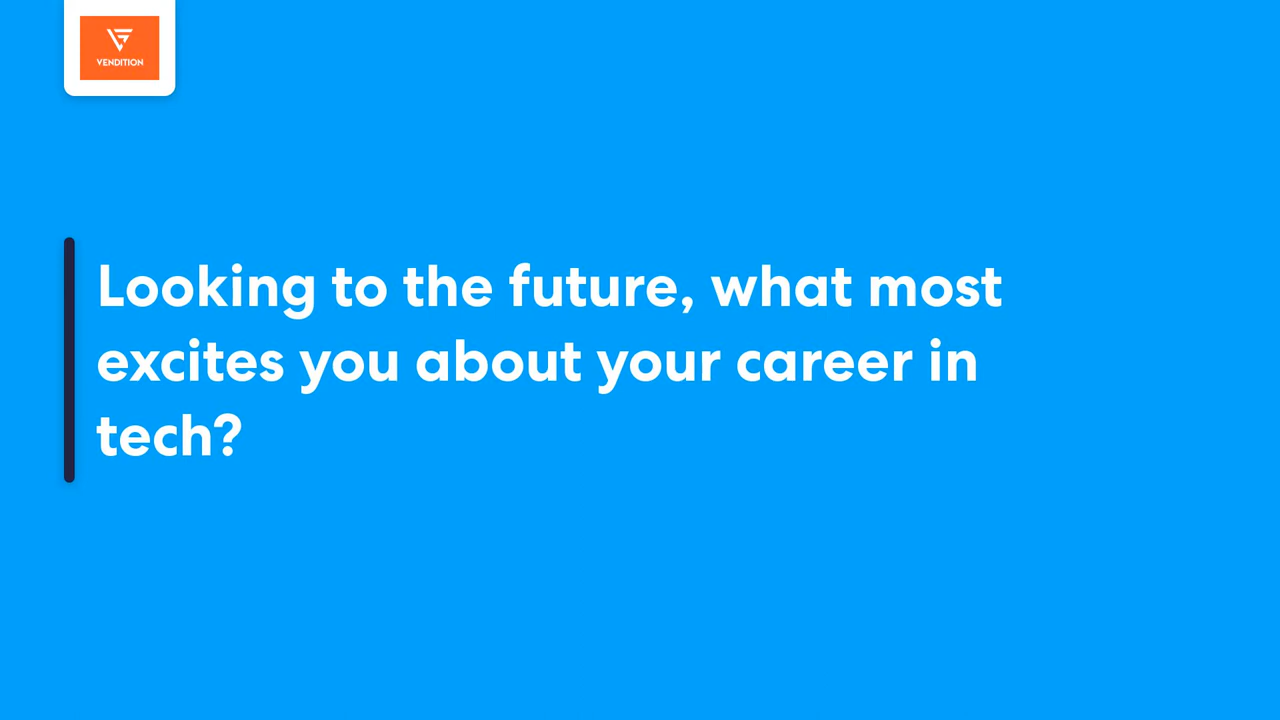 VENDITION
Looking to the future, what most
excites you about your career in
tech?